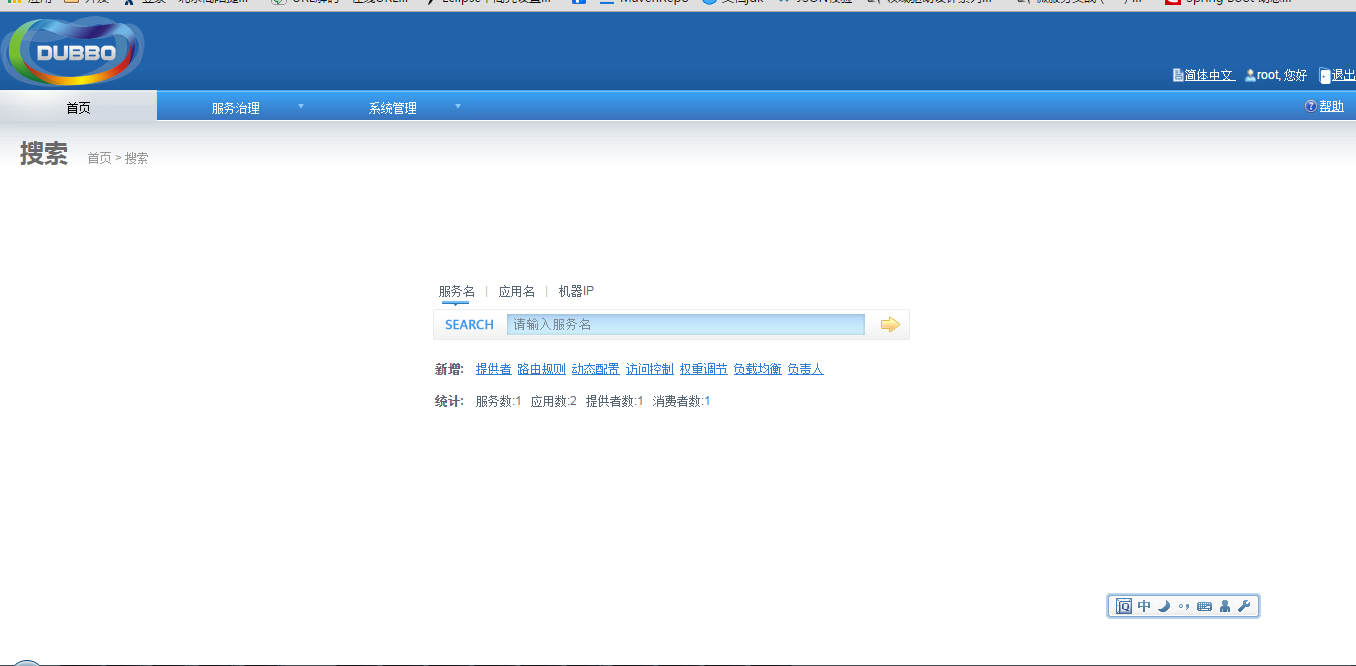 DUBBO
简体中文 root, 您好 退出
首页 服务治理 系统管理 帮助
搜索 首页 > 搜索
服务名 | 应用名 | 机器IP
SEARCH 请输入服务名
新增: 提供者 路由规则 动态配置 访问控制 权重调节 负载均衡 负责人
统计: 服务数:1 应用数:2 提供者数:1 消费者数:1
中